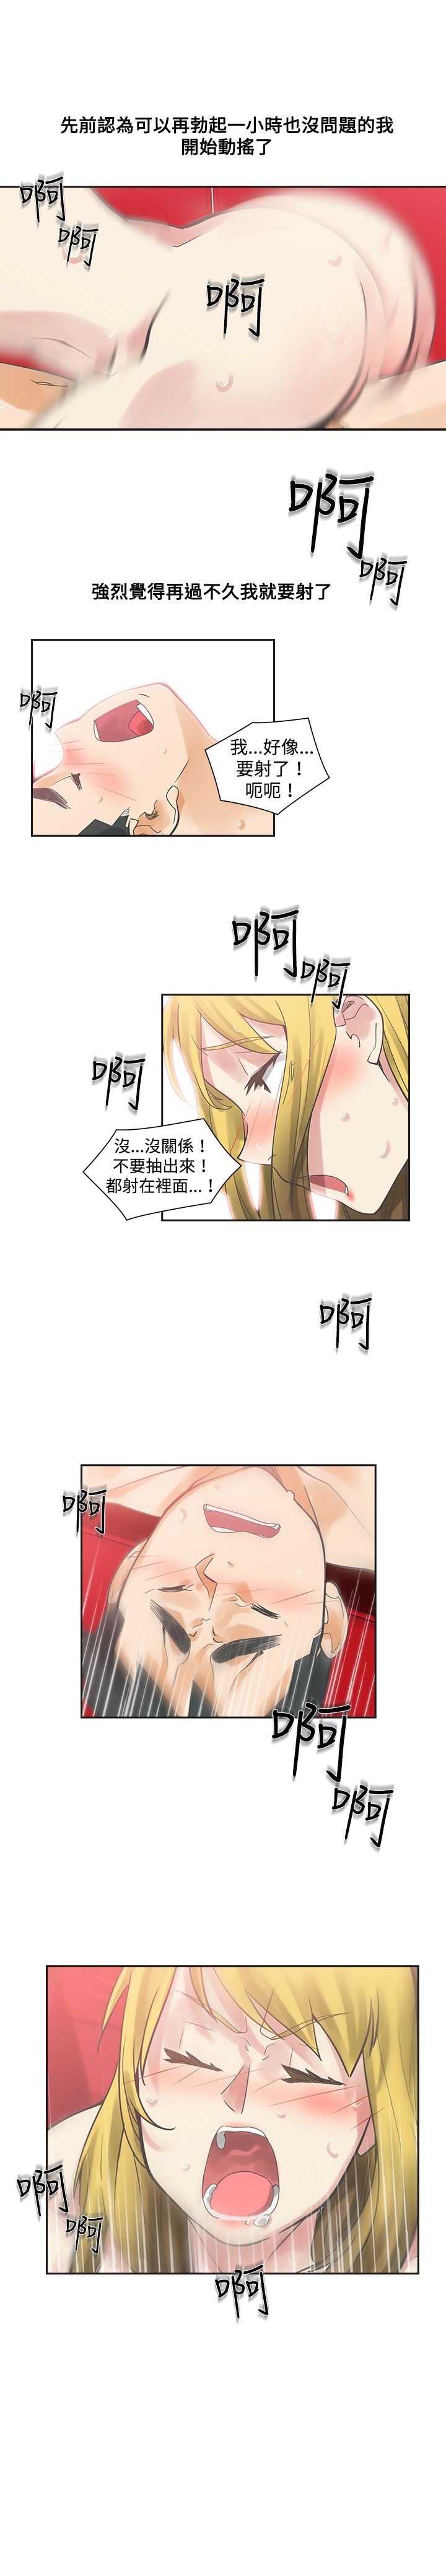 先前認為可以再勃起一小時也沒問題的我
開始動搖了
啊
啊
啊
啊
啊
強烈覺得再過不久我就要射了
啊
我...好像...
要射了！
呃呃！
啊
啊
啊
沒...沒關係！
不要抽出來！
都射在裡面...！
啊
啊
啊
啊
啊
啊
啊